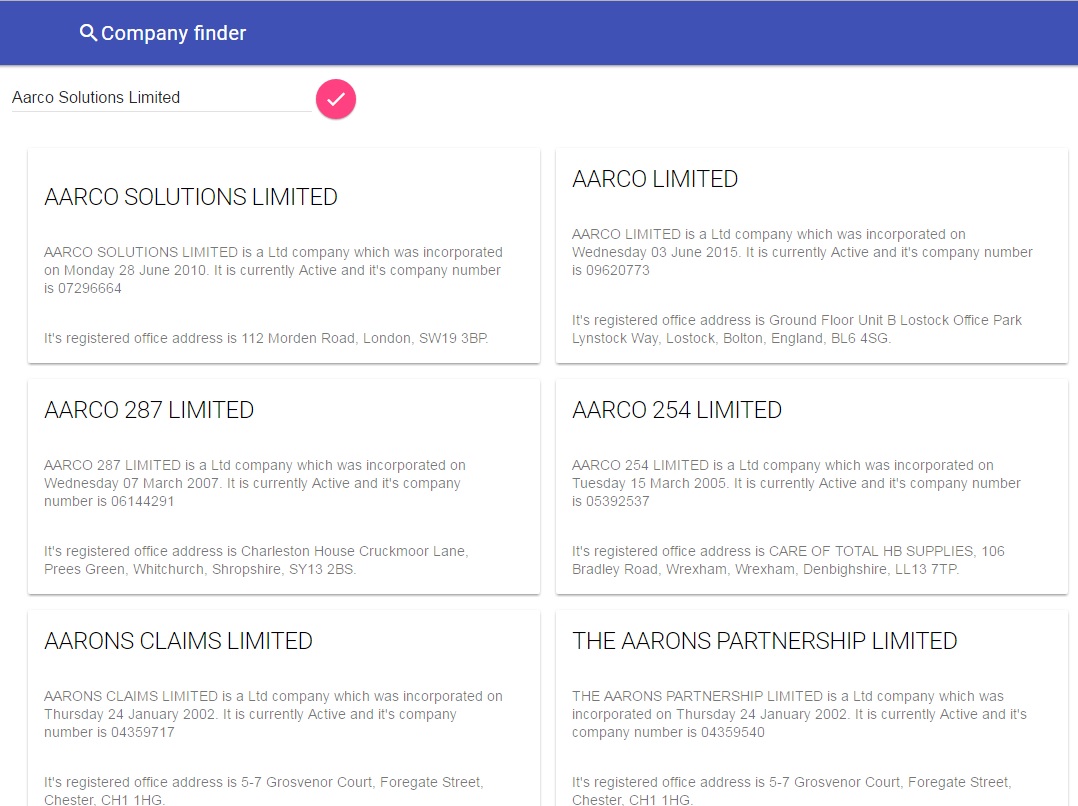 Company finder
Aarco Solutions Limited
AARCO SOLUTIONS LIMITED
AARCO SOLUTIONS LIMITED is a Ltd company which was incorporated
on Monday 28 June 2010. It is currently Active and it's company number
is 07296664
It's registered office address is 112 Morden Road, London, SW19 3BP.
AARCO LIMITED
AARCO LIMITED is a Ltd company which was incorporated on
Wednesday 03 June 2015. It is currently Active and it's company number
is 09620773
It's registered office address is Ground Floor Unit B Lostock Office Park
Lynstock Way, Lostock, Bolton, England, BL6 4SG.
AARCO 287 LIMITED
AARCO 287 LIMITED is a Ltd company which was incorporated on
Wednesday 07 March 2007. It is currently Active and it's company
number is 06144291
It's registered office address is Charleston House Cruckmoor Lane,
Prees Green, Whitchurch, Shropshire, SY13 2BS.
AARCO 254 LIMITED
AARCO 254 LIMITED is a Ltd company which was incorporated on
Tuesday 15 March 2005. It is currently Active and it's company number
is 05392537
It's registered office address is CARE OF TOTAL HB SUPPLIES, 106
Bradley Road, Wrexham, Wrexham, Denbighshire, LL13 7TP.
AARONS CLAIMS LIMITED
AARONS CLAIMS LIMITED is a Ltd company which was incorporated on
Thursday 24 January 2002. It is currently Active and it's company
number is 04359717
It's registered office address is 5-7 Grosvenor Court, Foregate Street,
Chester, CH1 1HG.
THE AARONS PARTNERSHIP LIMITED
THE AARONS PARTNERSHIP LIMITED is a Ltd company which was
incorporated on Thursday 24 January 2002. It is currently Active and it's
company number is 04359540
It's registered office address is 5-7 Grosvenor Court, Foregate Street,
Chester, CH1 1HG.